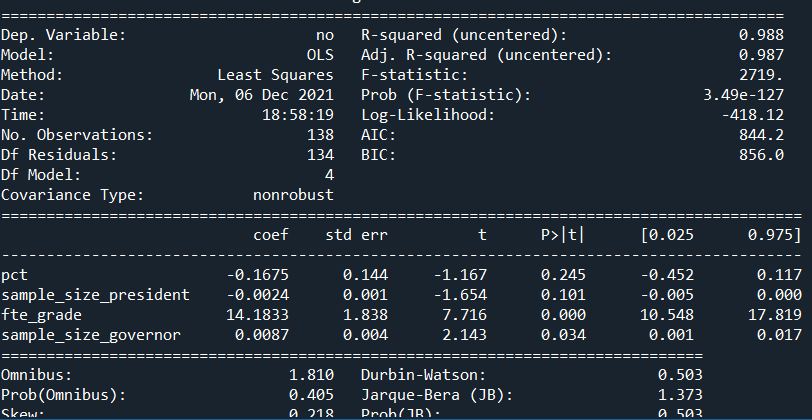 ==============================================================================
Dep. Variable: no R-squared (uncentered): 0.988
Model: OLS Adj. R-squared (uncentered): 0.987
Method: Least Squares F-statistic: 2719.
Date: Mon, 06 Dec 2021 Prob (F-statistic): 3.49e-127
Time: 18:58:19 Log-Likelihood: -418.12
No. Observations: 138 AIC: 844.2
Df Residuals: 134 BIC: 856.0
Df Model: 4
Covariance Type: nonrobust
==============================================================================
coef std err t P>|t| [0.025 0.975]
------------------------------------------------------------------------------
pct -0.1675 0.144 -1.167 0.245 -0.452 0.117
sample_size_president -0.0024 0.001 -1.654 0.101 -0.005 0.000
fte_grade 14.1833 1.838 7.716 0.000 10.548 17.819
sample_size_governor 0.0087 0.004 2.143 0.034 0.001 0.017
==============================================================================
Omnibus: 1.810 Durbin-Watson: 0.503
Prob(Omnibus): 0.405 Jarque-Bera (JB): 1.373
Skew: 0.218 Prob(JB): 0.503